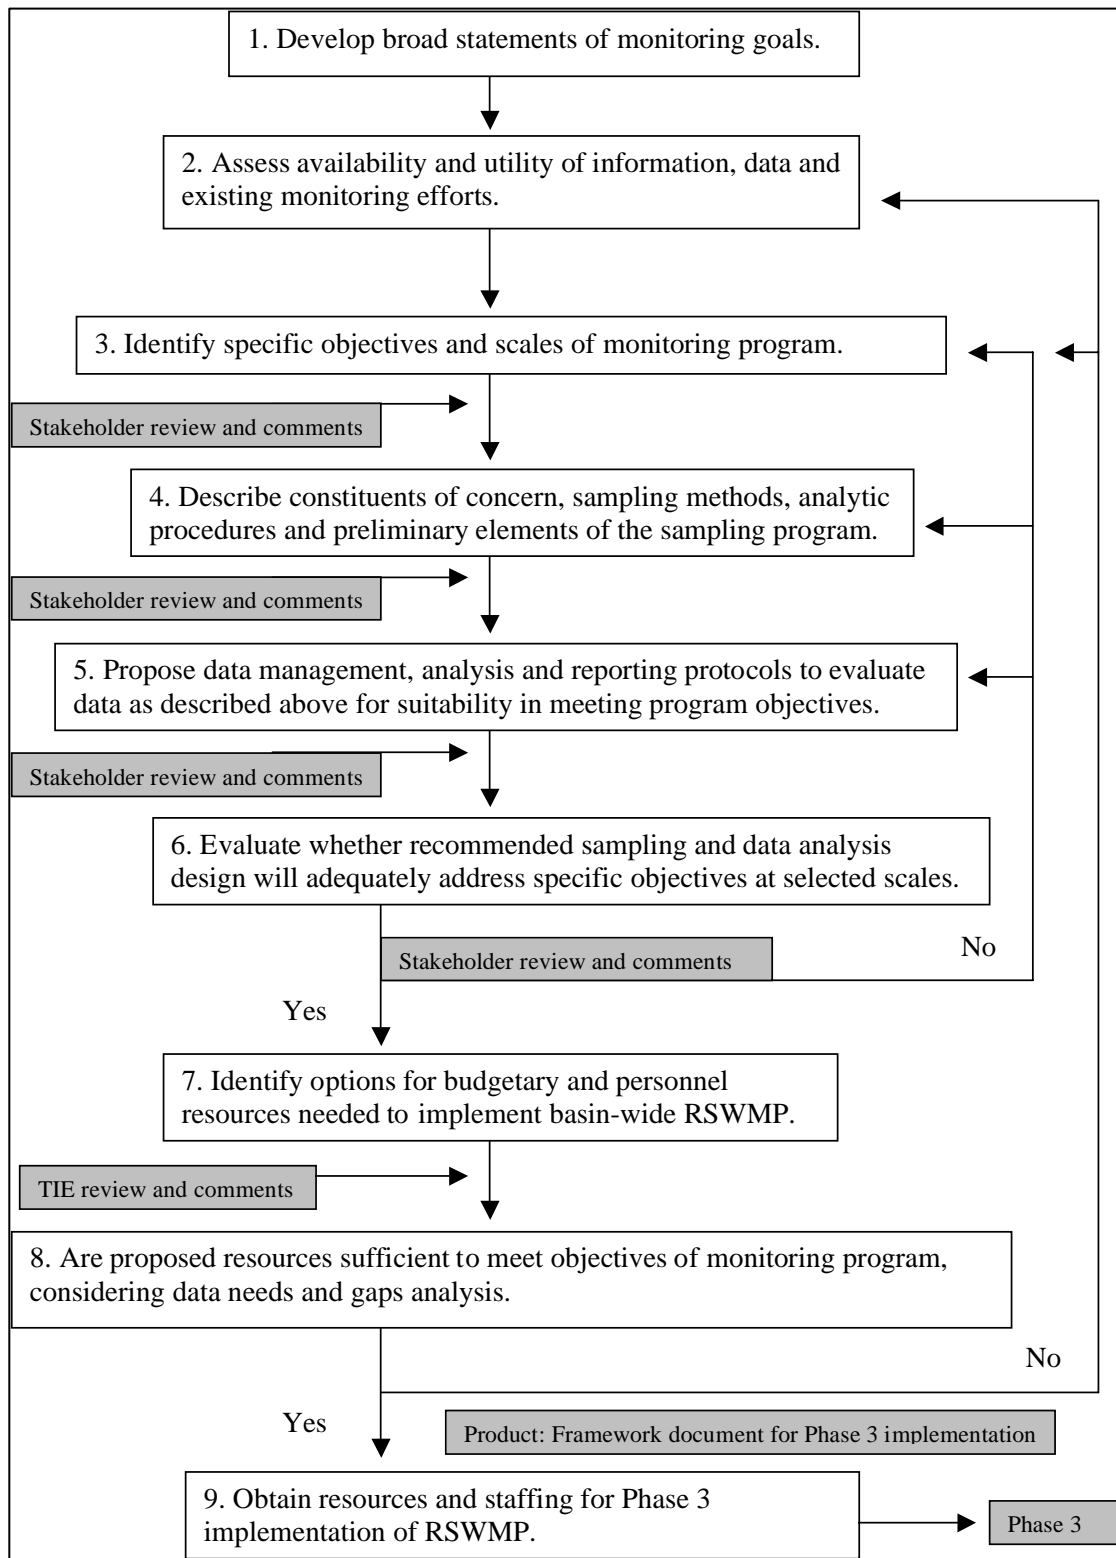 1. Develop broad statements of monitoring goals.
2. Assess availability and utility of information, data and
existing monitoring efforts.
3. Identify specific objectives and scales of monitoring program.
Stakeholder review and comments
4. Describe constituents of concern, sampling methods, analytic
procedures and preliminary elements of the sampling program.
Stakeholder review and comments
5. Propose data management, analysis and reporting protocols to evaluate
data as described above for suitability in meeting program objectives.
Stakeholder review and comments
6. Evaluate whether recommended sampling and data analysis
design will adequately address specific objectives at selected scales.
No
Stakeholder review and comments
Yes
7. Identify options for budgetary and personnel
resources needed to implement basin-wide RSWMP.
TIE review and comments
8. Are proposed resources sufficient to meet objectives of monitoring program,
considering data needs and gaps analysis.
No
Yes
Product: Framework document for Phase 3 implementation
9. Obtain resources and staffing for Phase 3
implementation of RSWMP.
Phase 3